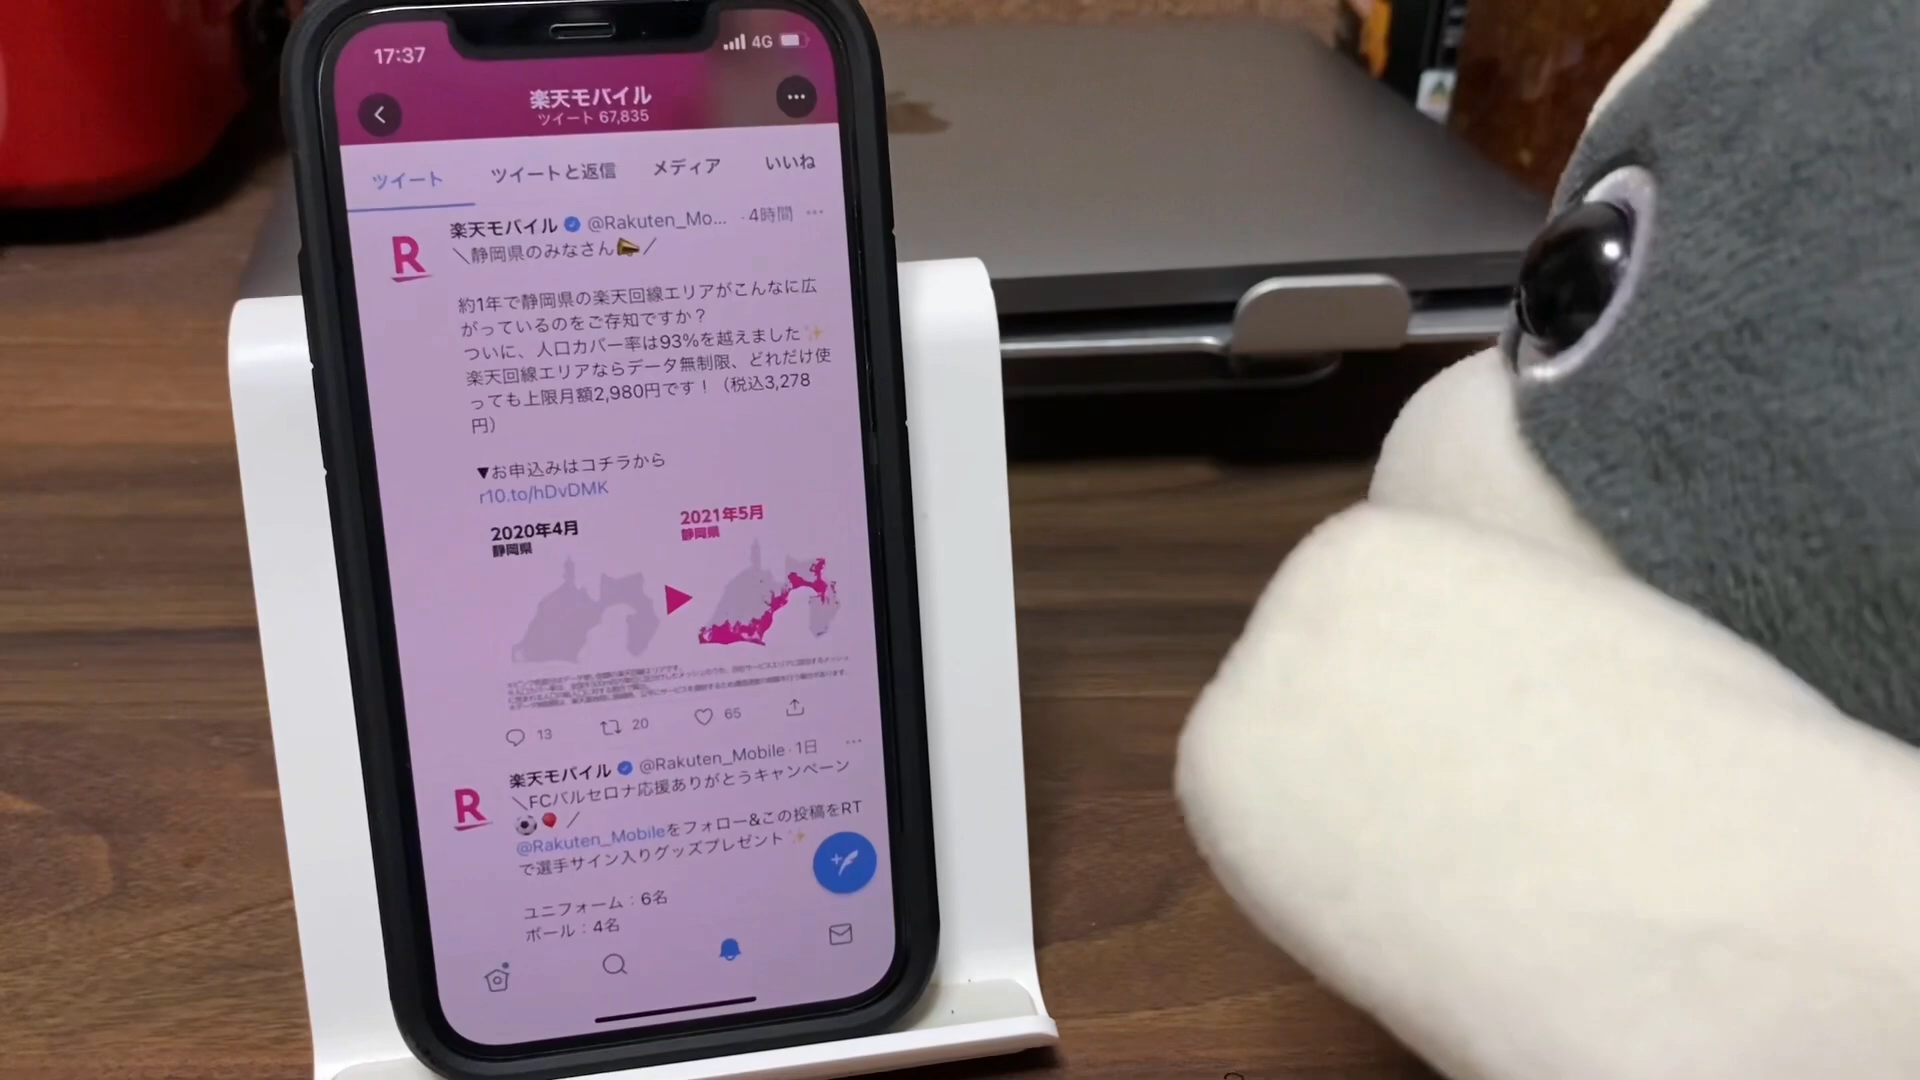 17:37
4G
楽天モバイル
ツイート 67,835
ツイート
ツイートと返信
メディア
いいね
楽天モバイル @Rakuten_Mo... ·4時間
＼静岡県のみなさん📣／
約1年で静岡県の楽天回線エリアがこんなに広
がっているのをご存知ですか？
ついに、人口カバー率は93%を越えました✨
楽天回線エリアならデータ無制限、どれだけ使
っても上限月額2,980円です！（税込3,278
円）
▼お申込みはコチラから
r10.to/hDvDMK
2020年4月
静岡県
2021年5月
静岡県
13
20
65
R
楽天モバイル @Rakuten_Mobile·1日
＼FCバルセロナ応援ありがとうキャンペーン
⚽🎈／
@Rakuten_Mobileをフォロー&この投稿をRT
で選手サイン入りグッズプレゼント✨
ユニフォーム：6名
ボール：4名
R